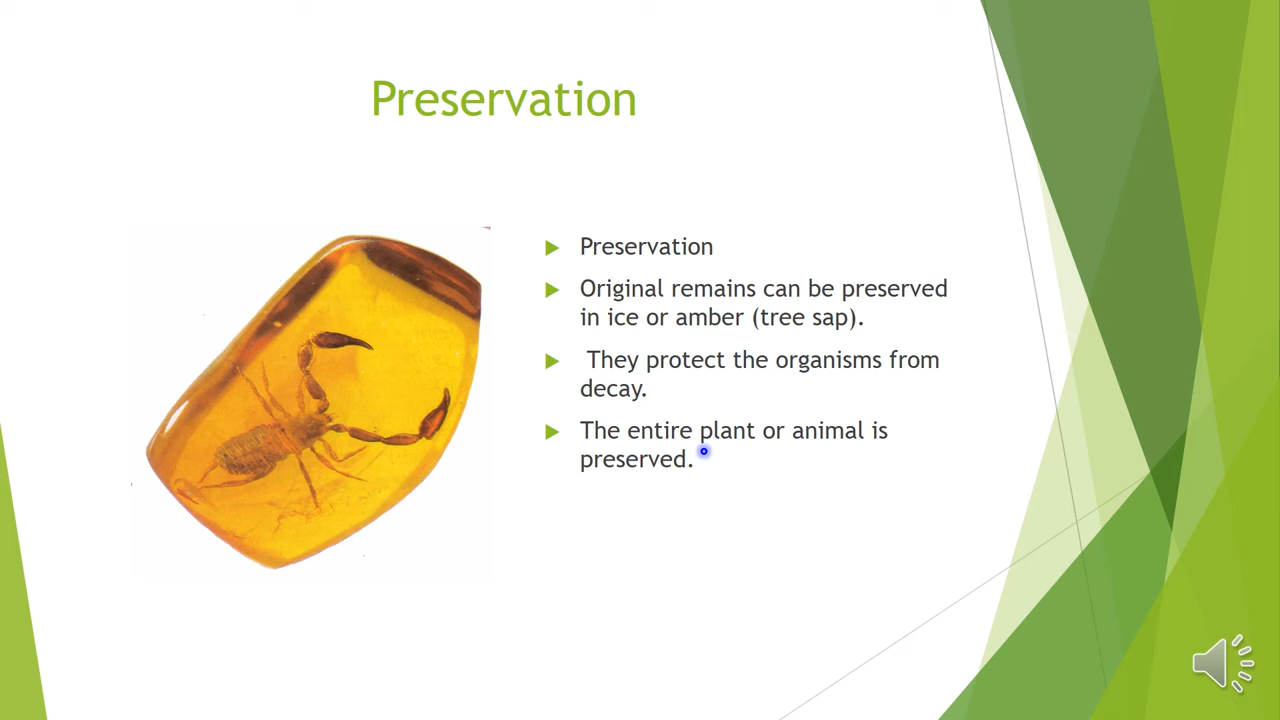 Preservation
Preservation
Original remains can be preserved
in ice or amber (tree sap).
They protect the organisms from
decay.
The entire plant or animal is
preserved.